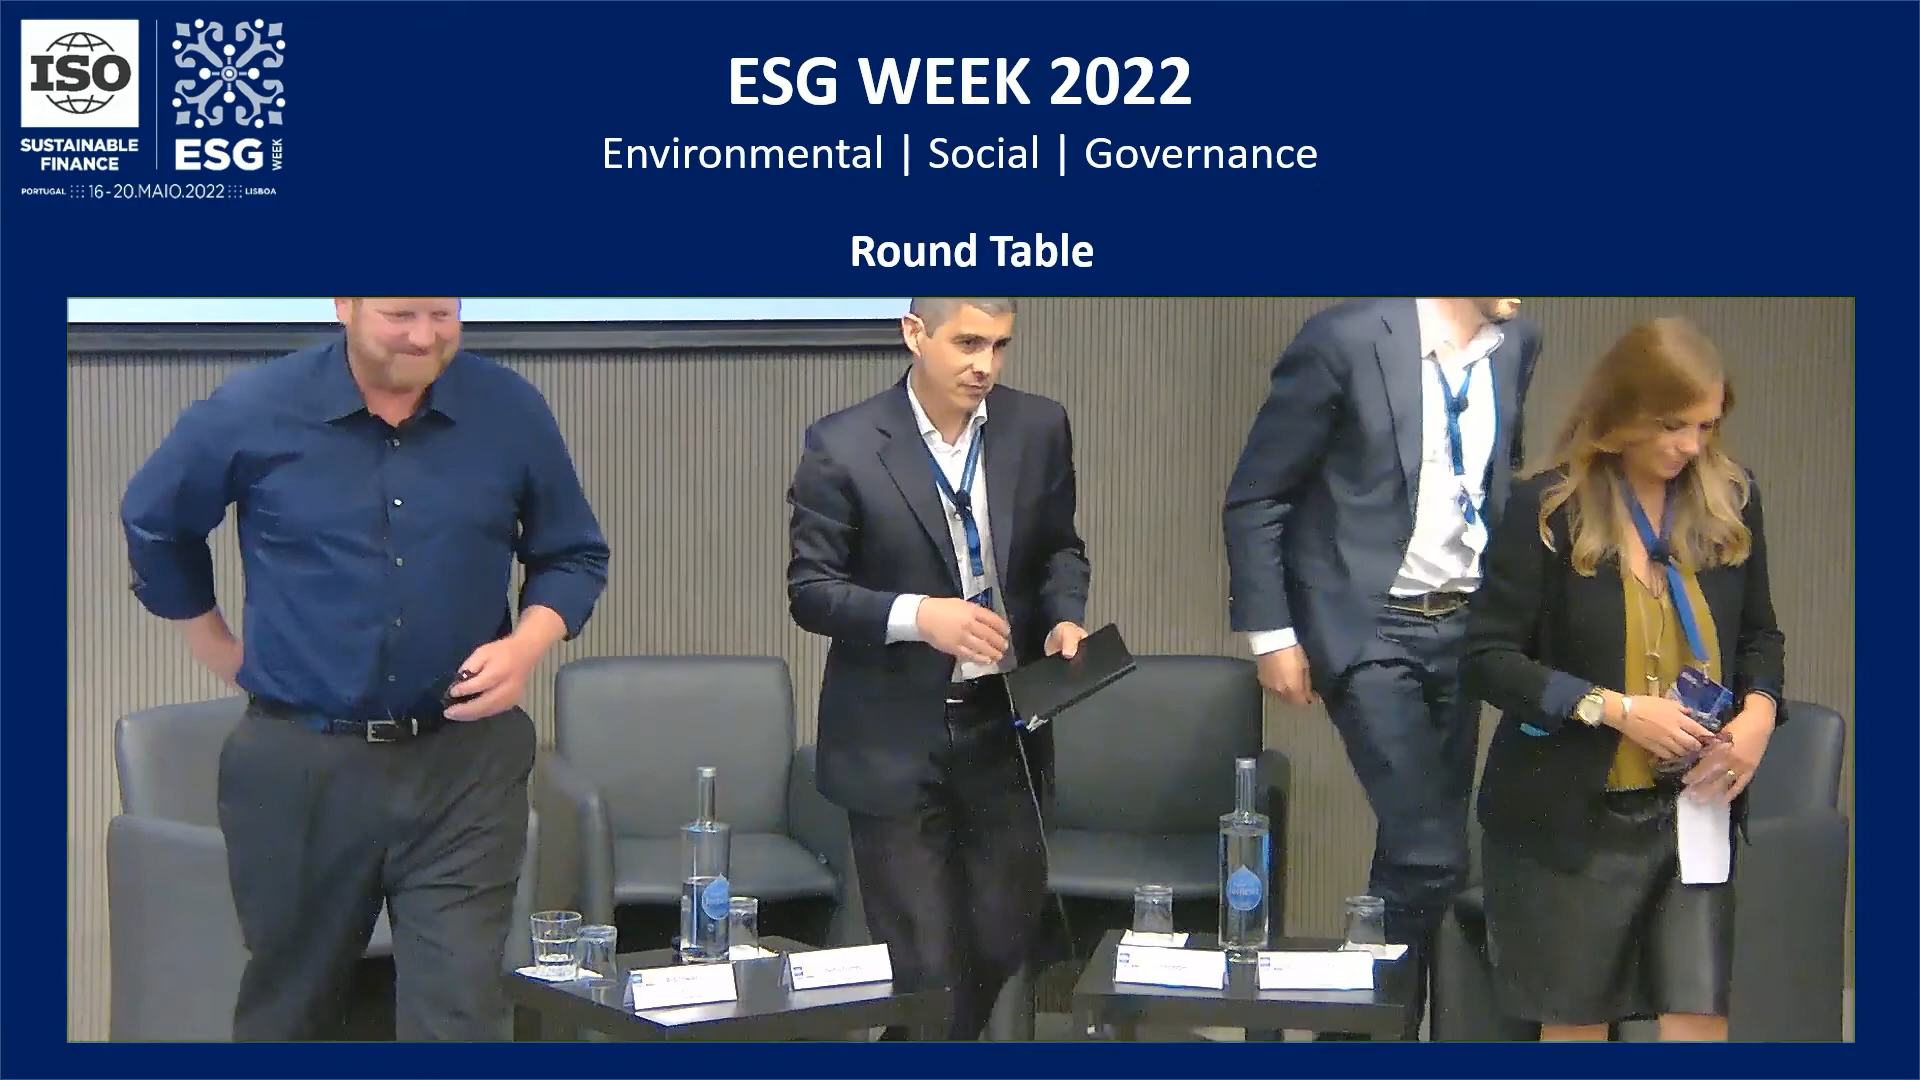 ISO
SUSTAINABLE
FINANCE
ESG
WEEK
PORTUGAL 16-20.MAIO.2022 LISBOA
ESG WEEK 2022
Environmental | Social | Governance
Round Table